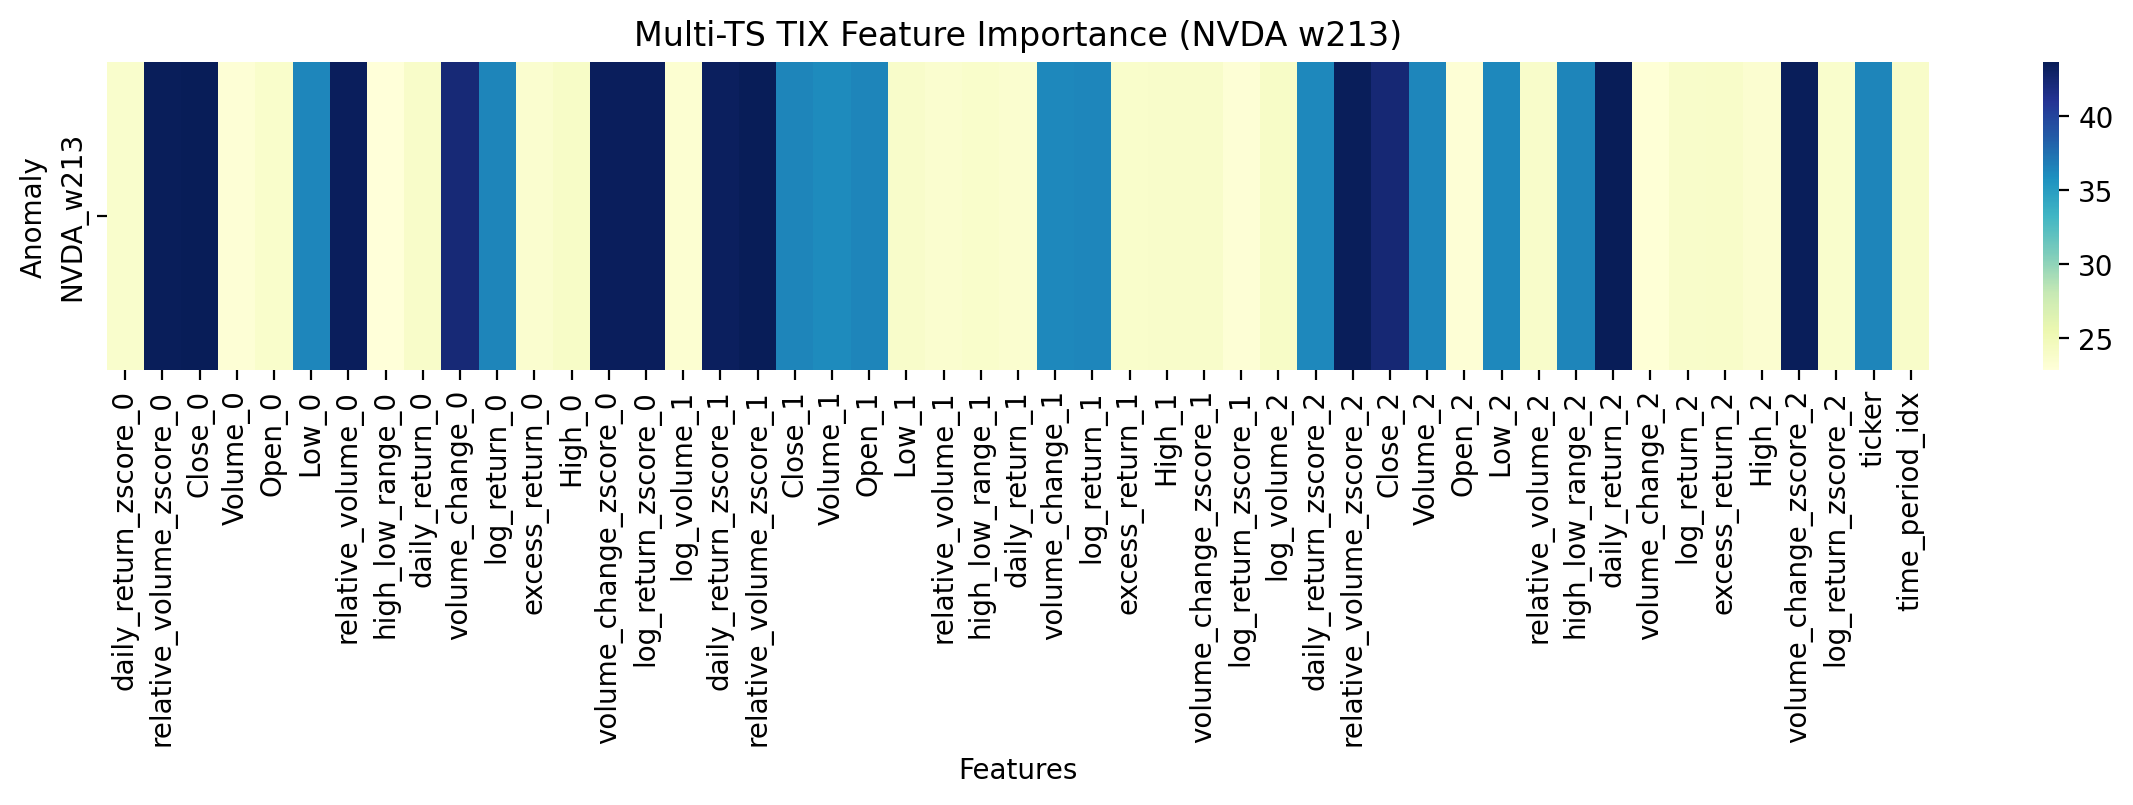 Multi-TS TIX Feature Importance (NVDA w213)
Anomaly
NVDA_w213
40
35
30
25
daily_return_zscore_0
relative_volume_zscore_0
Close_0
Volume_0
Open_0
Low_0
relative_volume_0
high_low_range_0
daily_return_0
volume_change_0
log_return_0
excess_return_0
High_0
volume_change_zscore_0
log_return_zscore_0
log_volume_1
daily_return_zscore_1
relative_volume_zscore_1
Close_1
Volume_1
Open_1
Low_1
relative_volume_1
high_low_range_1
daily_return_1
volume_change_1
log_return_1
excess_return_1
High_1
volume_change_zscore_1
log_return_zscore_1
log_volume_2
daily_return_zscore_2
relative_volume_zscore_2
Close_2
Volume_2
Open_2
Low_2
relative_volume_2
high_low_range_2
daily_return_2
volume_change_2
log_return_2
excess_return_2
High_2
volume_change_zscore_2
log_return_zscore_2
ticker
time_period_idx
Features